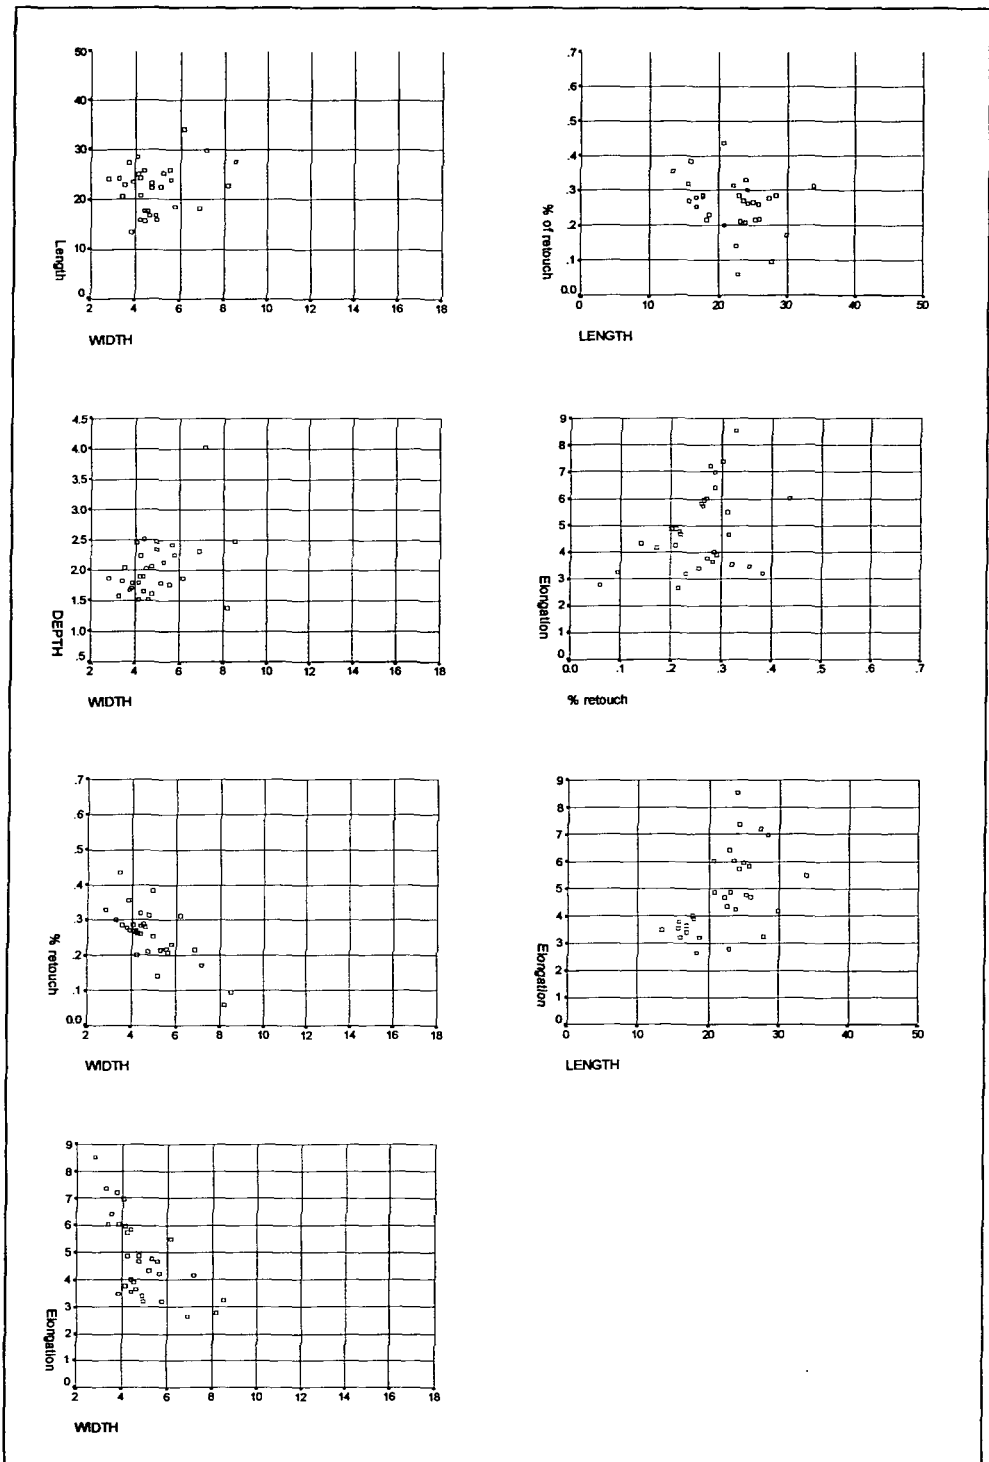 50
40
30
20
10
0
Length
2 4 6 8 10 12 14 16 18
WIDTH
.7
.6
.5
.4
.3
.2
.1
0.0
% of retouch
0 10 20 30 40 50
LENGTH
4.5
4.0
3.5
3.0
2.5
2.0
1.5
1.0
.5
DEPTH
2 4 6 8 10 12 14 16 18
WIDTH
9
8
7
6
5
4
3
2
1
0
Elongation
0.0 .1 .2 .3 .4 .5 .6 .7
% retouch
.7
.6
.5
.4
.3
.2
.1
0.0
% retouch
2 4 6 8 10 12 14 16 18
WIDTH
9
8
7
6
5
4
3
2
1
0
Elongation
0 10 20 30 40 50
LENGTH
9
8
7
6
5
4
3
2
1
0
Elongation
2 4 6 8 10 12 14 16 18
WIDTH